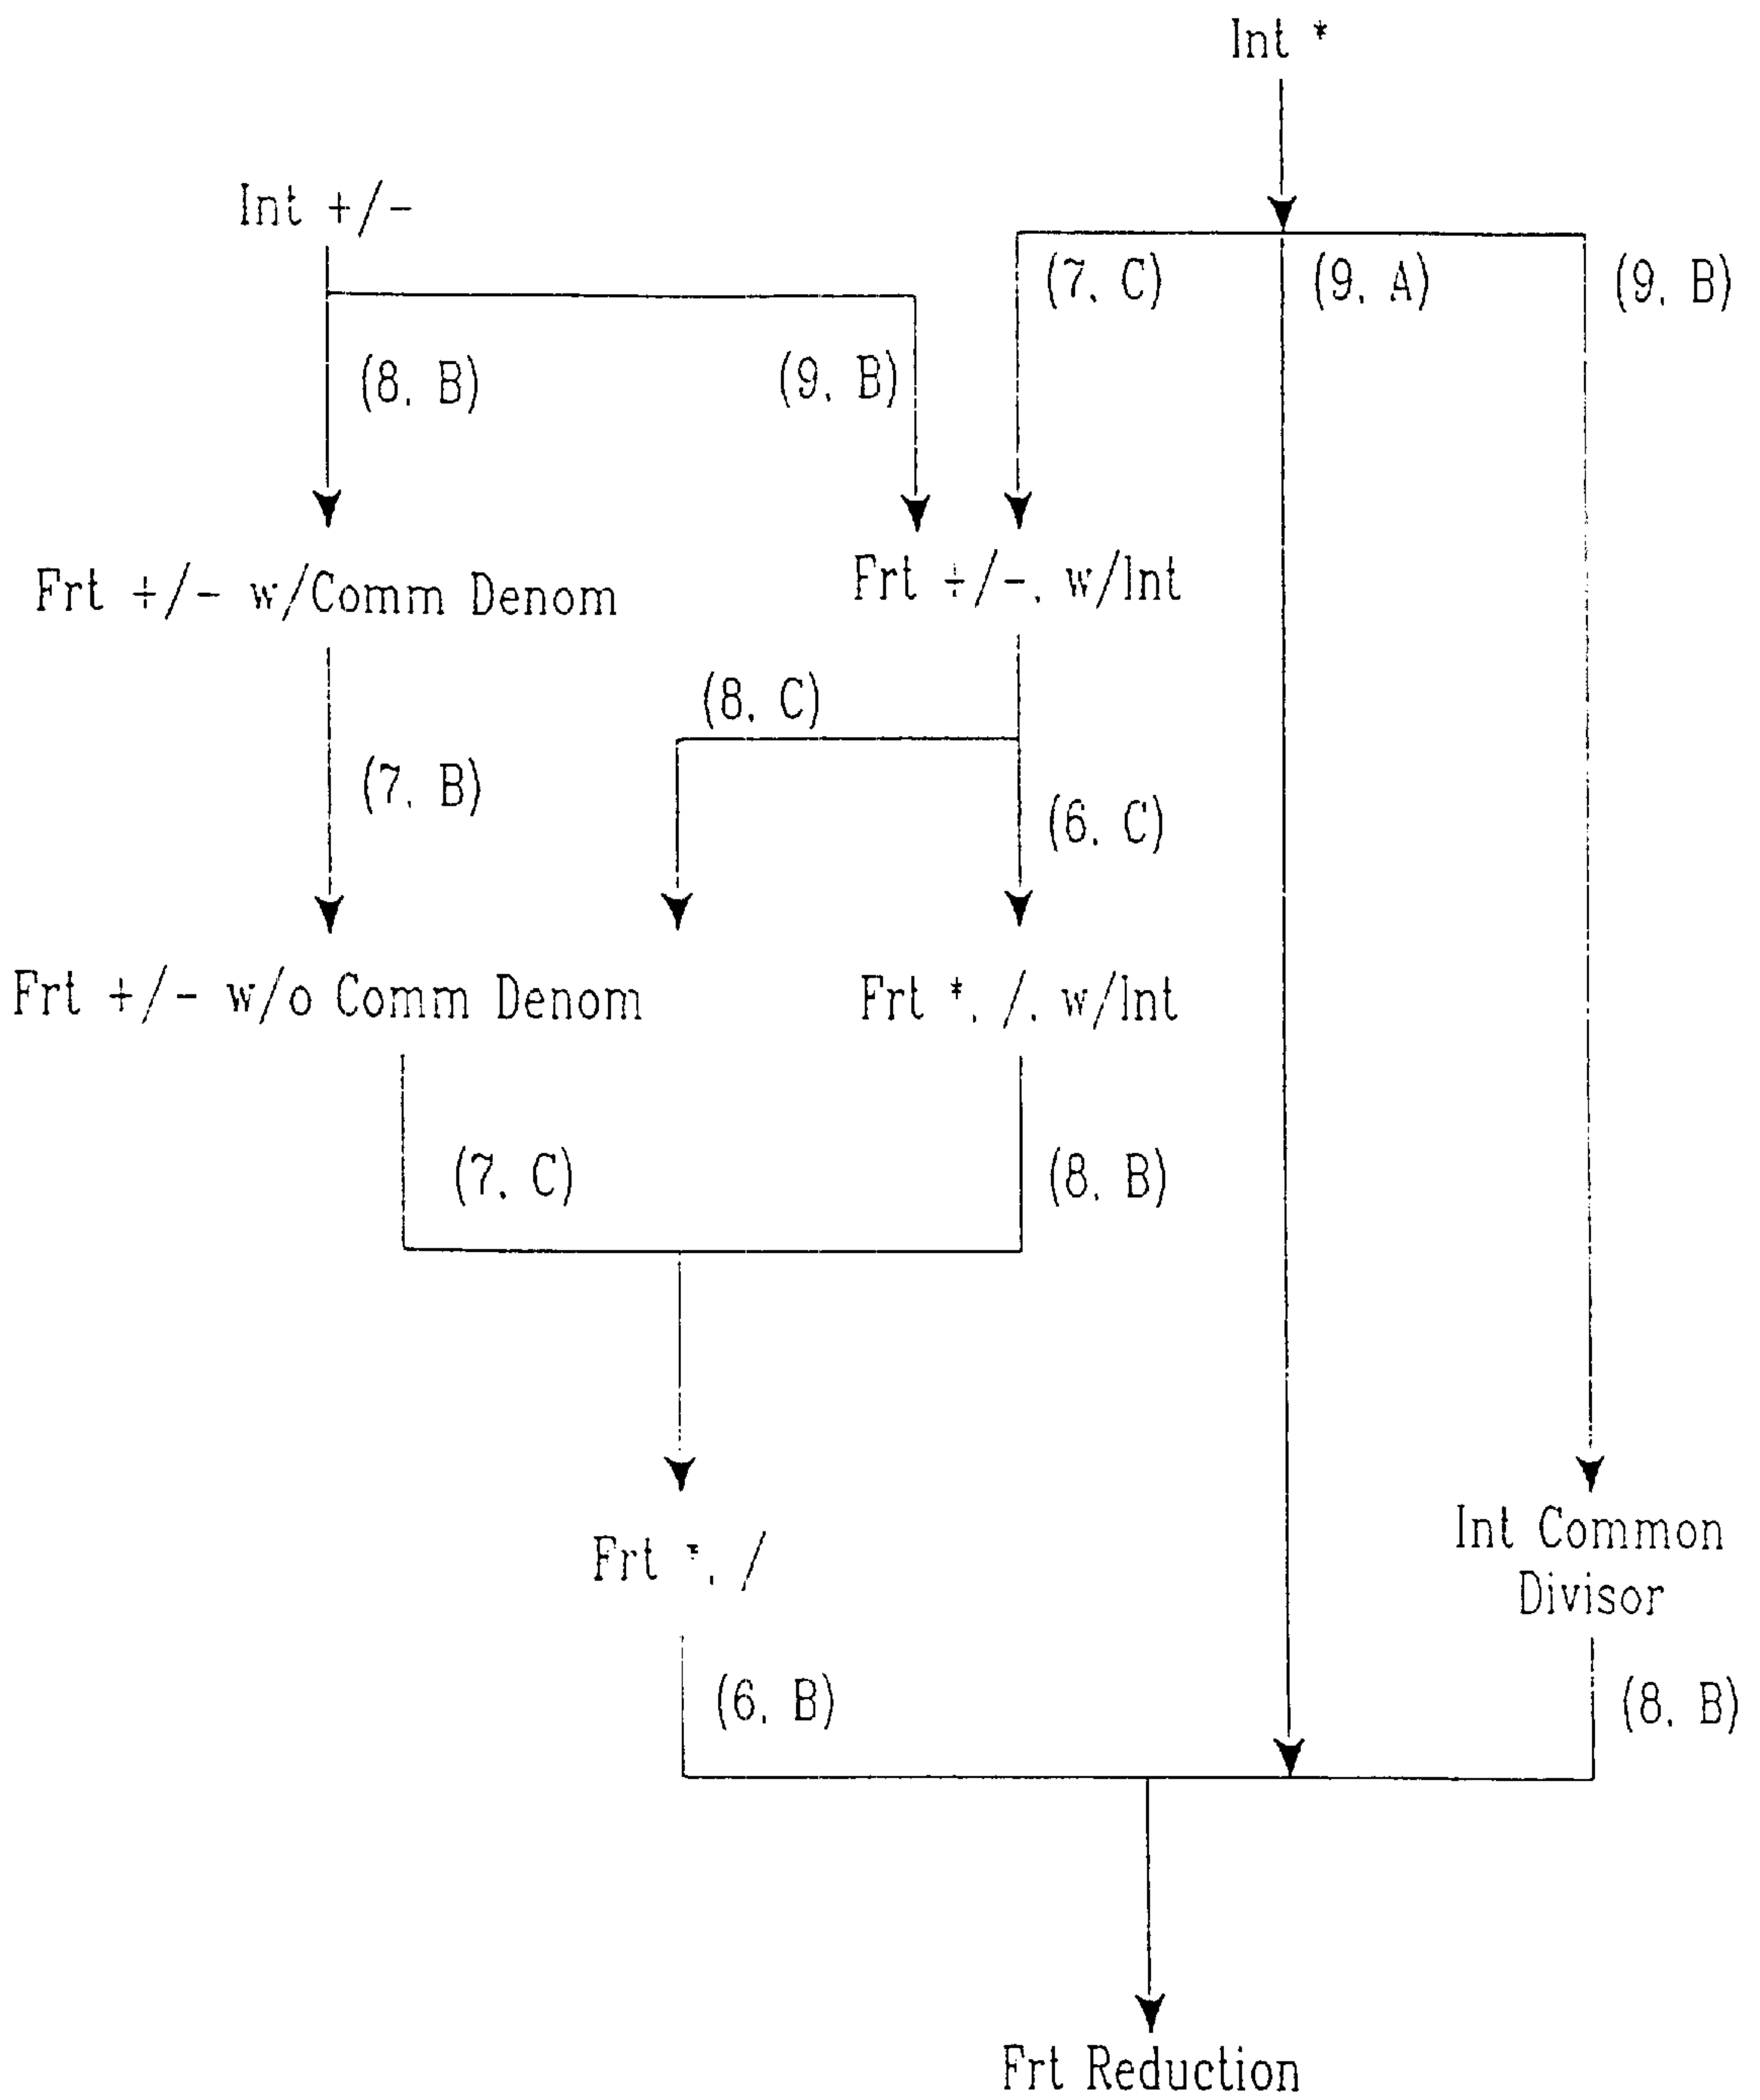 Int *
Int +/-
(7, C)
(9, A)
(9, B)
(8, B)
(9, B)
Frt +/- w/Comm Denom
Frt +/-, w/Int
(8, C)
(7, B)
(6, C)
Frt +/- w/o Comm Denom
Frt *, /, w/Int
(7, C)
(8, B)
Frt *, /
Int Common
Divisor
(6, B)
(8, B)
Frt Reduction